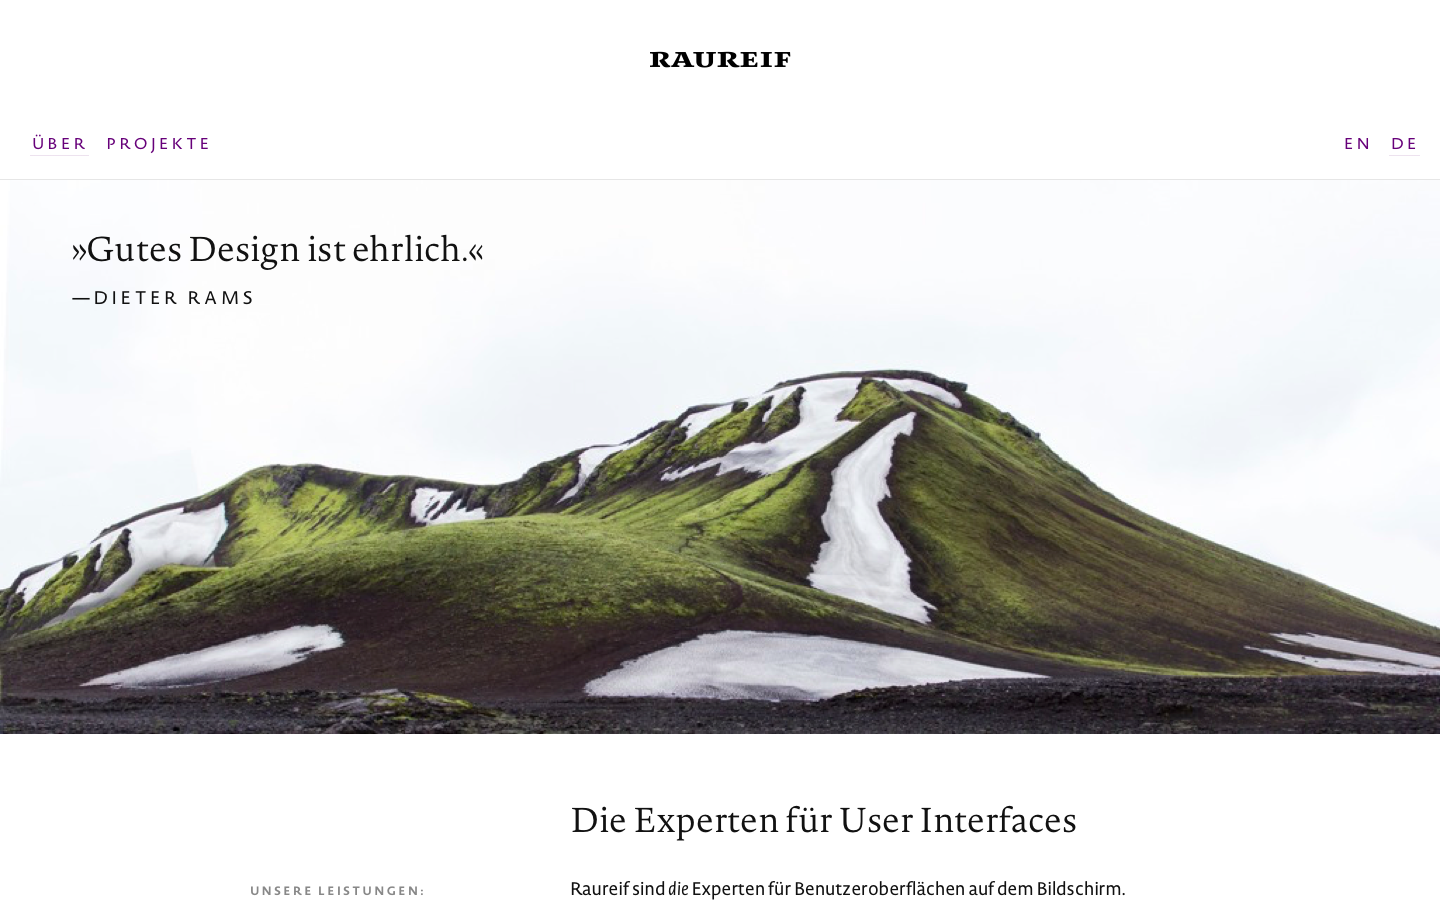 RAUREIF
ÜBER PROJEKTE EN DE
»Gutes Design ist ehrlich.«
—DIETER RAMS
Die Experten für User Interfaces
UNSERE LEISTUNGEN:
Raureif sind die Experten für Benutzeroberflächen auf dem Bildschirm.